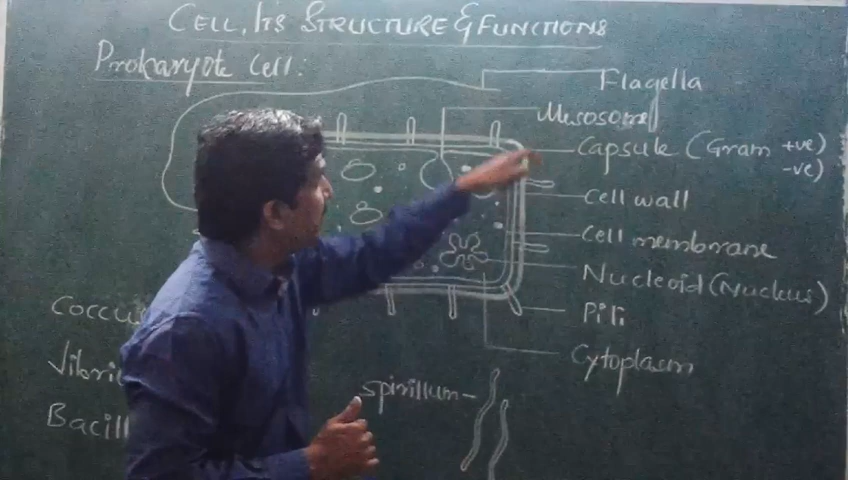 CELL, ITS STRUCTURE & FUNCTIONS
Prokaryote Cell:
Flagella
Mesosome
Capsule (Gram +ve)
-ve)
Cell wall
Cell membrane
Nucleoid (Nucleus)
Pili
Cytoplasm
Coccu
Vibri
Bacill
Spirillum-